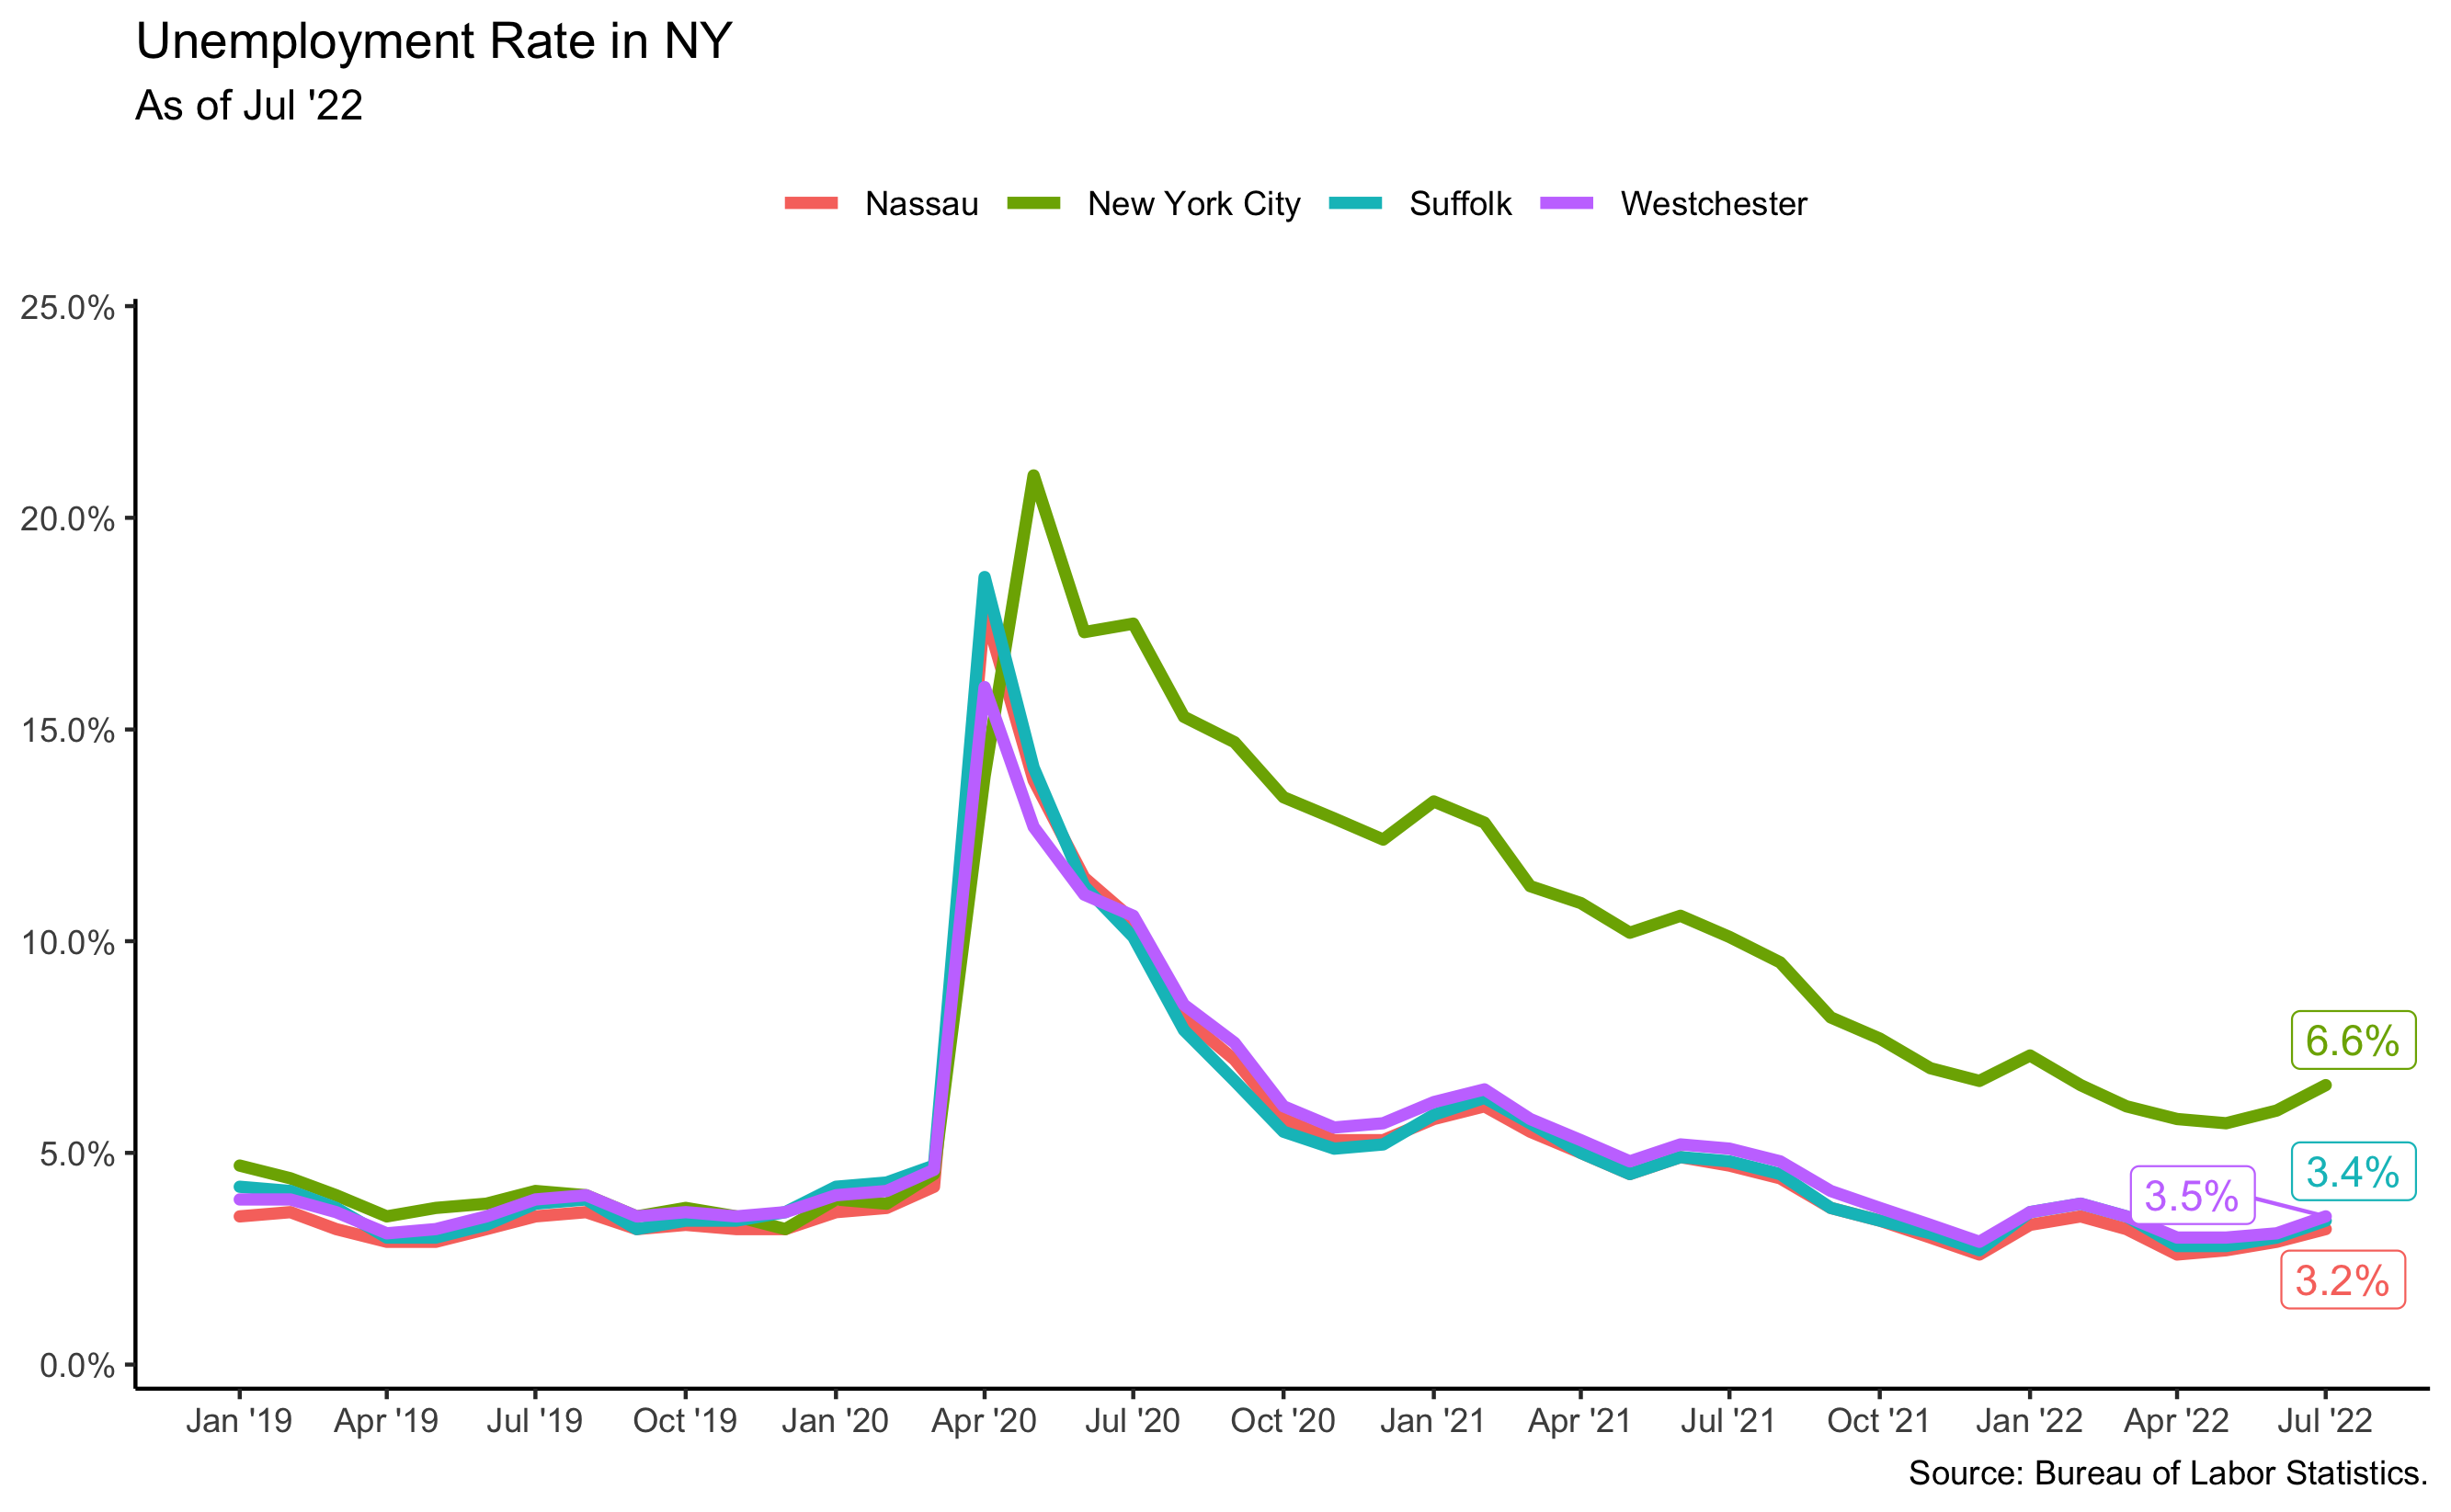 Unemployment Rate in NY
As of Jul '22
Nassau New York City Suffolk Westchester
25.0%
20.0%
15.0%
10.0%
5.0%
0.0%
6.6%
3.4%
3.5%
3.2%
Jan '19 Apr '19 Jul '19 Oct '19 Jan '20 Apr '20 Jul '20 Oct '20 Jan '21 Apr '21 Jul '21 Oct '21 Jan '22 Apr '22 Jul '22
Source: Bureau of Labor Statistics.